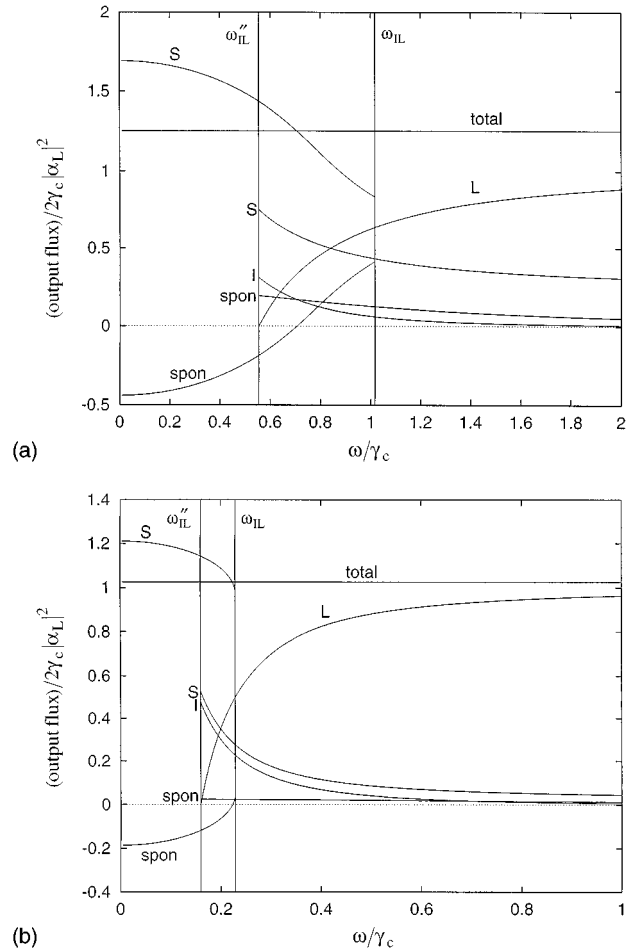 2
ω″IL
ωIL
S
1.5
total
1
L
S
0.5
I
spon
0
spon
-0.5
0 0.2 0.4 0.6 0.8 1 1.2 1.4 1.6 1.8 2
(output flux)/2γc|αL|²
ω/γc
(a)
1.4
ω″IL
ωIL
S
1.2
total
1
L
0.8
0.6
S
I
0.4
0.2
spon
0
spon
-0.2
-0.4
0 0.2 0.4 0.6 0.8 1
(output flux)/2γc|αL|²
ω/γc
(b)